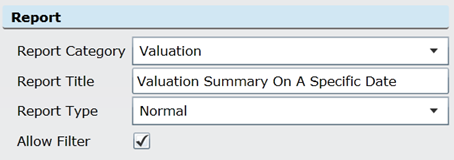 Report
Report Category Valuation
Report Title Valuation Summary On A Specific Date
Report Type Normal
Allow Filter